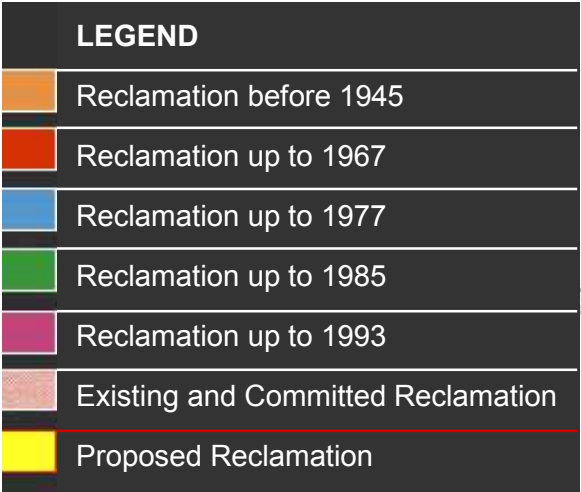 LEGEND
Reclamation before 1945
Reclamation up to 1967
Reclamation up to 1977
Reclamation up to 1985
Reclamation up to 1993
Existing and Committed Reclamation
Proposed Reclamation